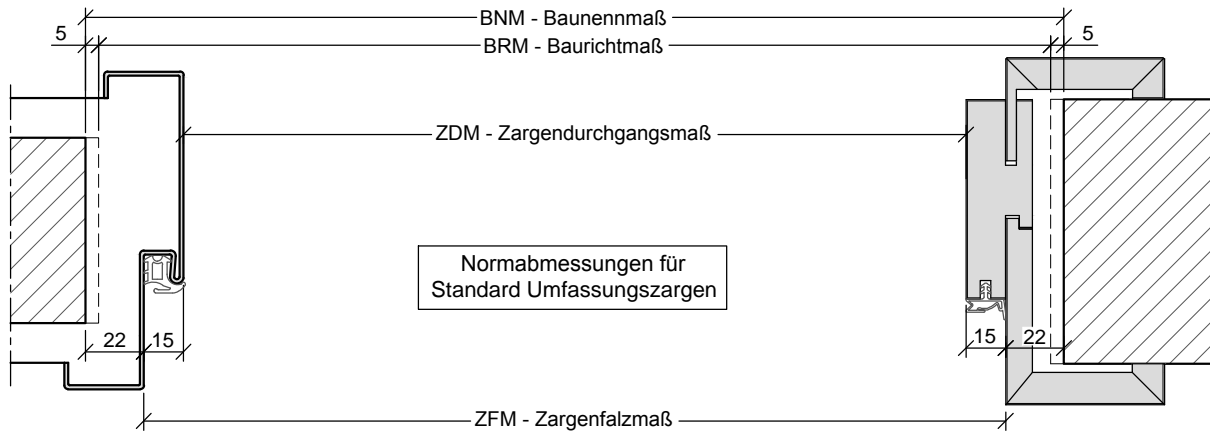 BNM - Baunennmaß
5
BRM - Baurichtmaß
5
ZDM - Zargendurchgangsmaß
Normabmessungen für
Standard Umfassungszargen
22
15
15
22
ZFM - Zargenfalzmaß